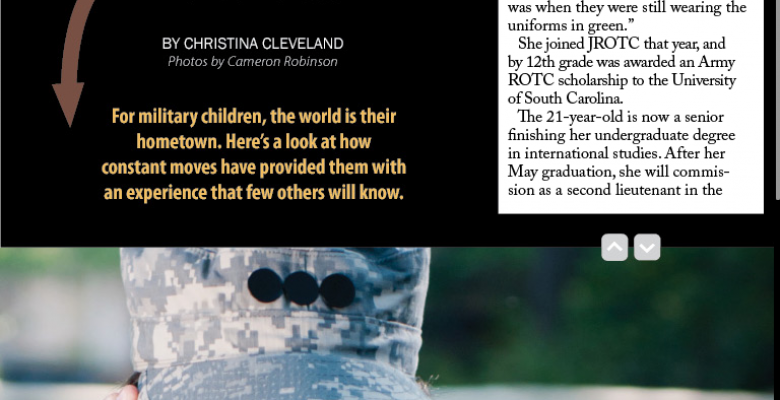 BY CHRISTINA CLEVELAND
Photos by Cameron Robinson
For military children, the world is their
hometown. Here's a look at how
constant moves have provided them with
an experience that few others will know.
was when they were still wearing the
uniforms in green.”
She joined JROTC that year, and
by 12th grade was awarded an Army
ROTC scholarship to the University
of South Carolina.
The 21-year-old is now a senior
finishing her undergraduate degree
in international studies. After her
May graduation, she will commis-
sion as a second lieutenant in the